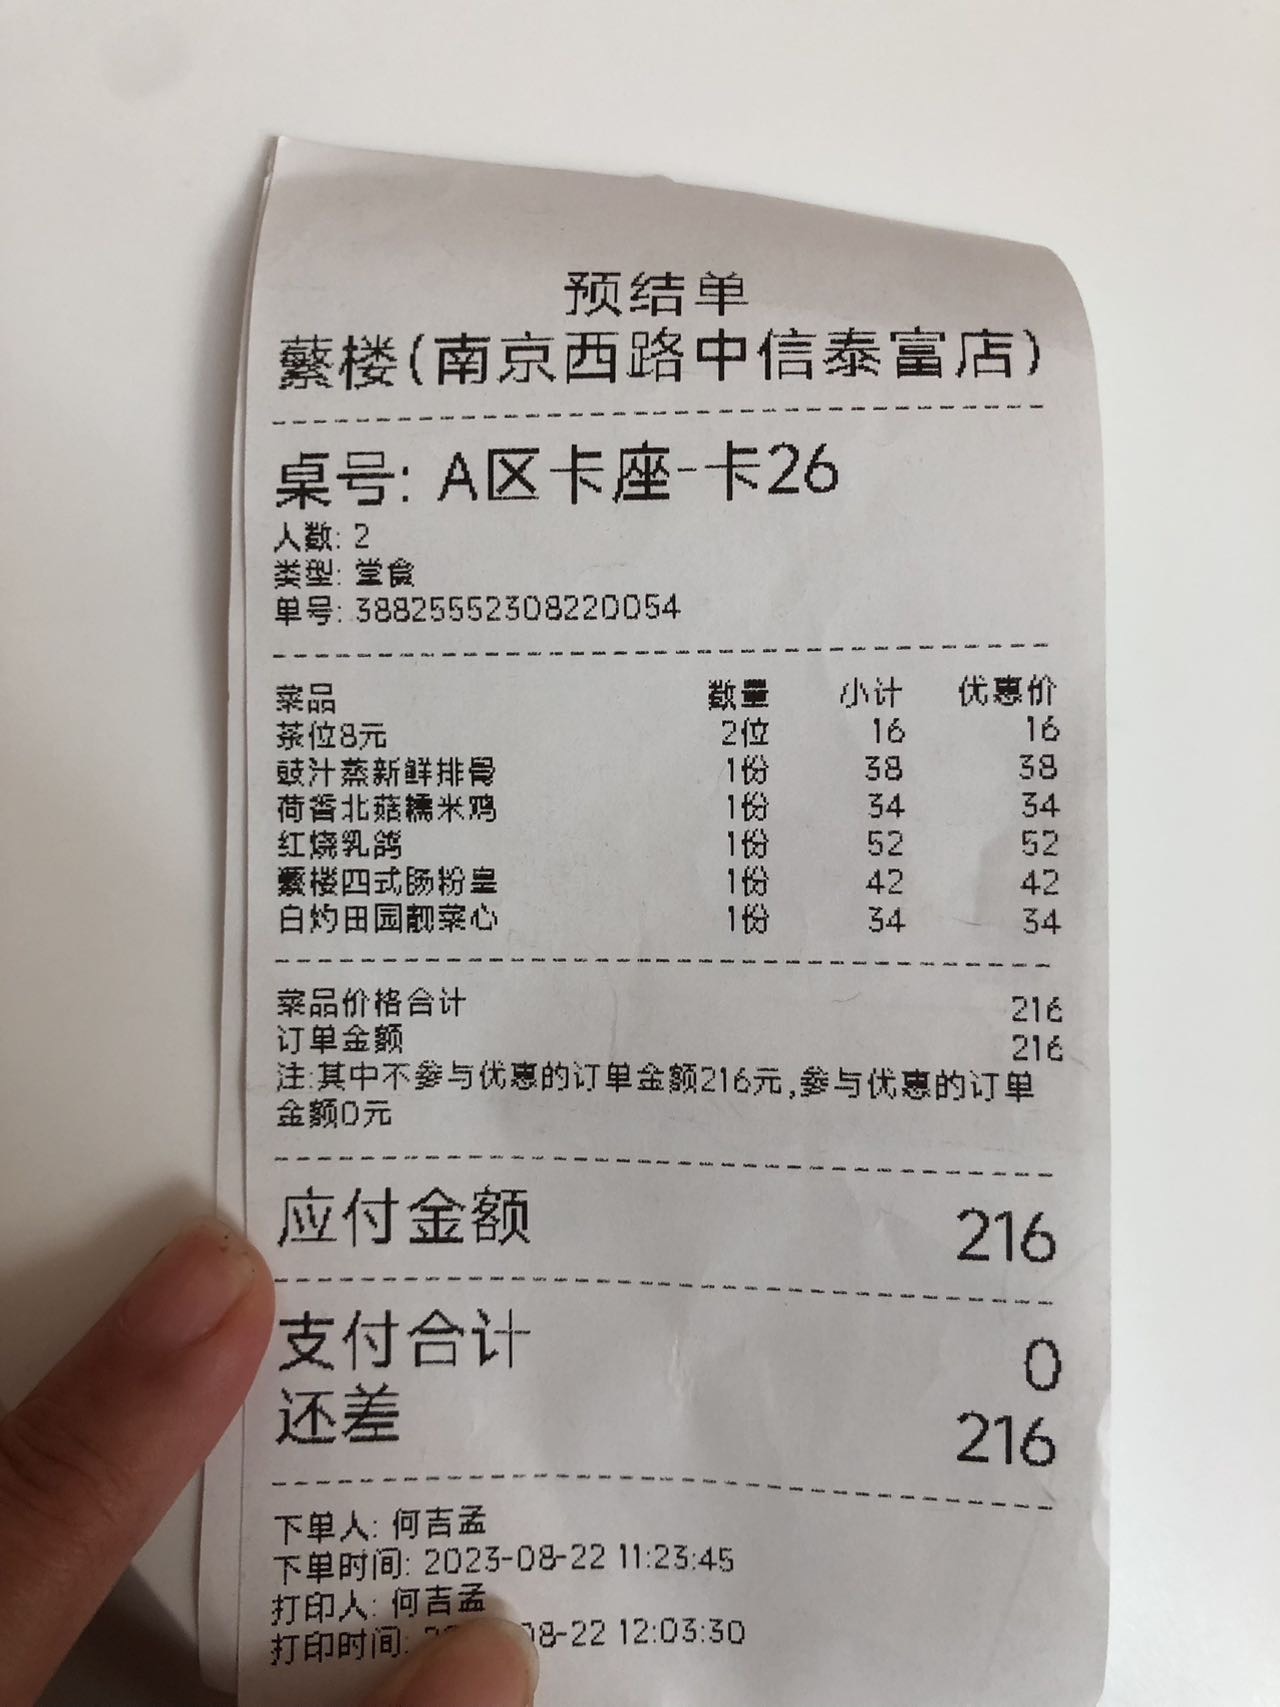 预结单
蘩楼(南京西路中信泰富店)
桌号: A区卡座-卡26
人数: 2
类型: 堂食
单号: 38825552308220054
菜品 数量 小计 优惠价
茶位8元 2位 16 16
豉汁蒸新鲜排骨 1份 38 38
荷香北菇糯米鸡 1份 34 34
红烧乳鸽 1份 52 52
蘩楼四式肠粉皇 1份 42 42
白灼田园靓菜心 1份 34 34
菜品价格合计 216
订单金额 216
注:其中不参与优惠的订单金额216元,参与优惠的订单
金额0元
应付金额 216
支付合计 0
还差 216
下单人: 何吉孟
下单时间: 2023-08-22 11:23:45
打印人: 何吉孟
打印时间: 08-22 12:03:30